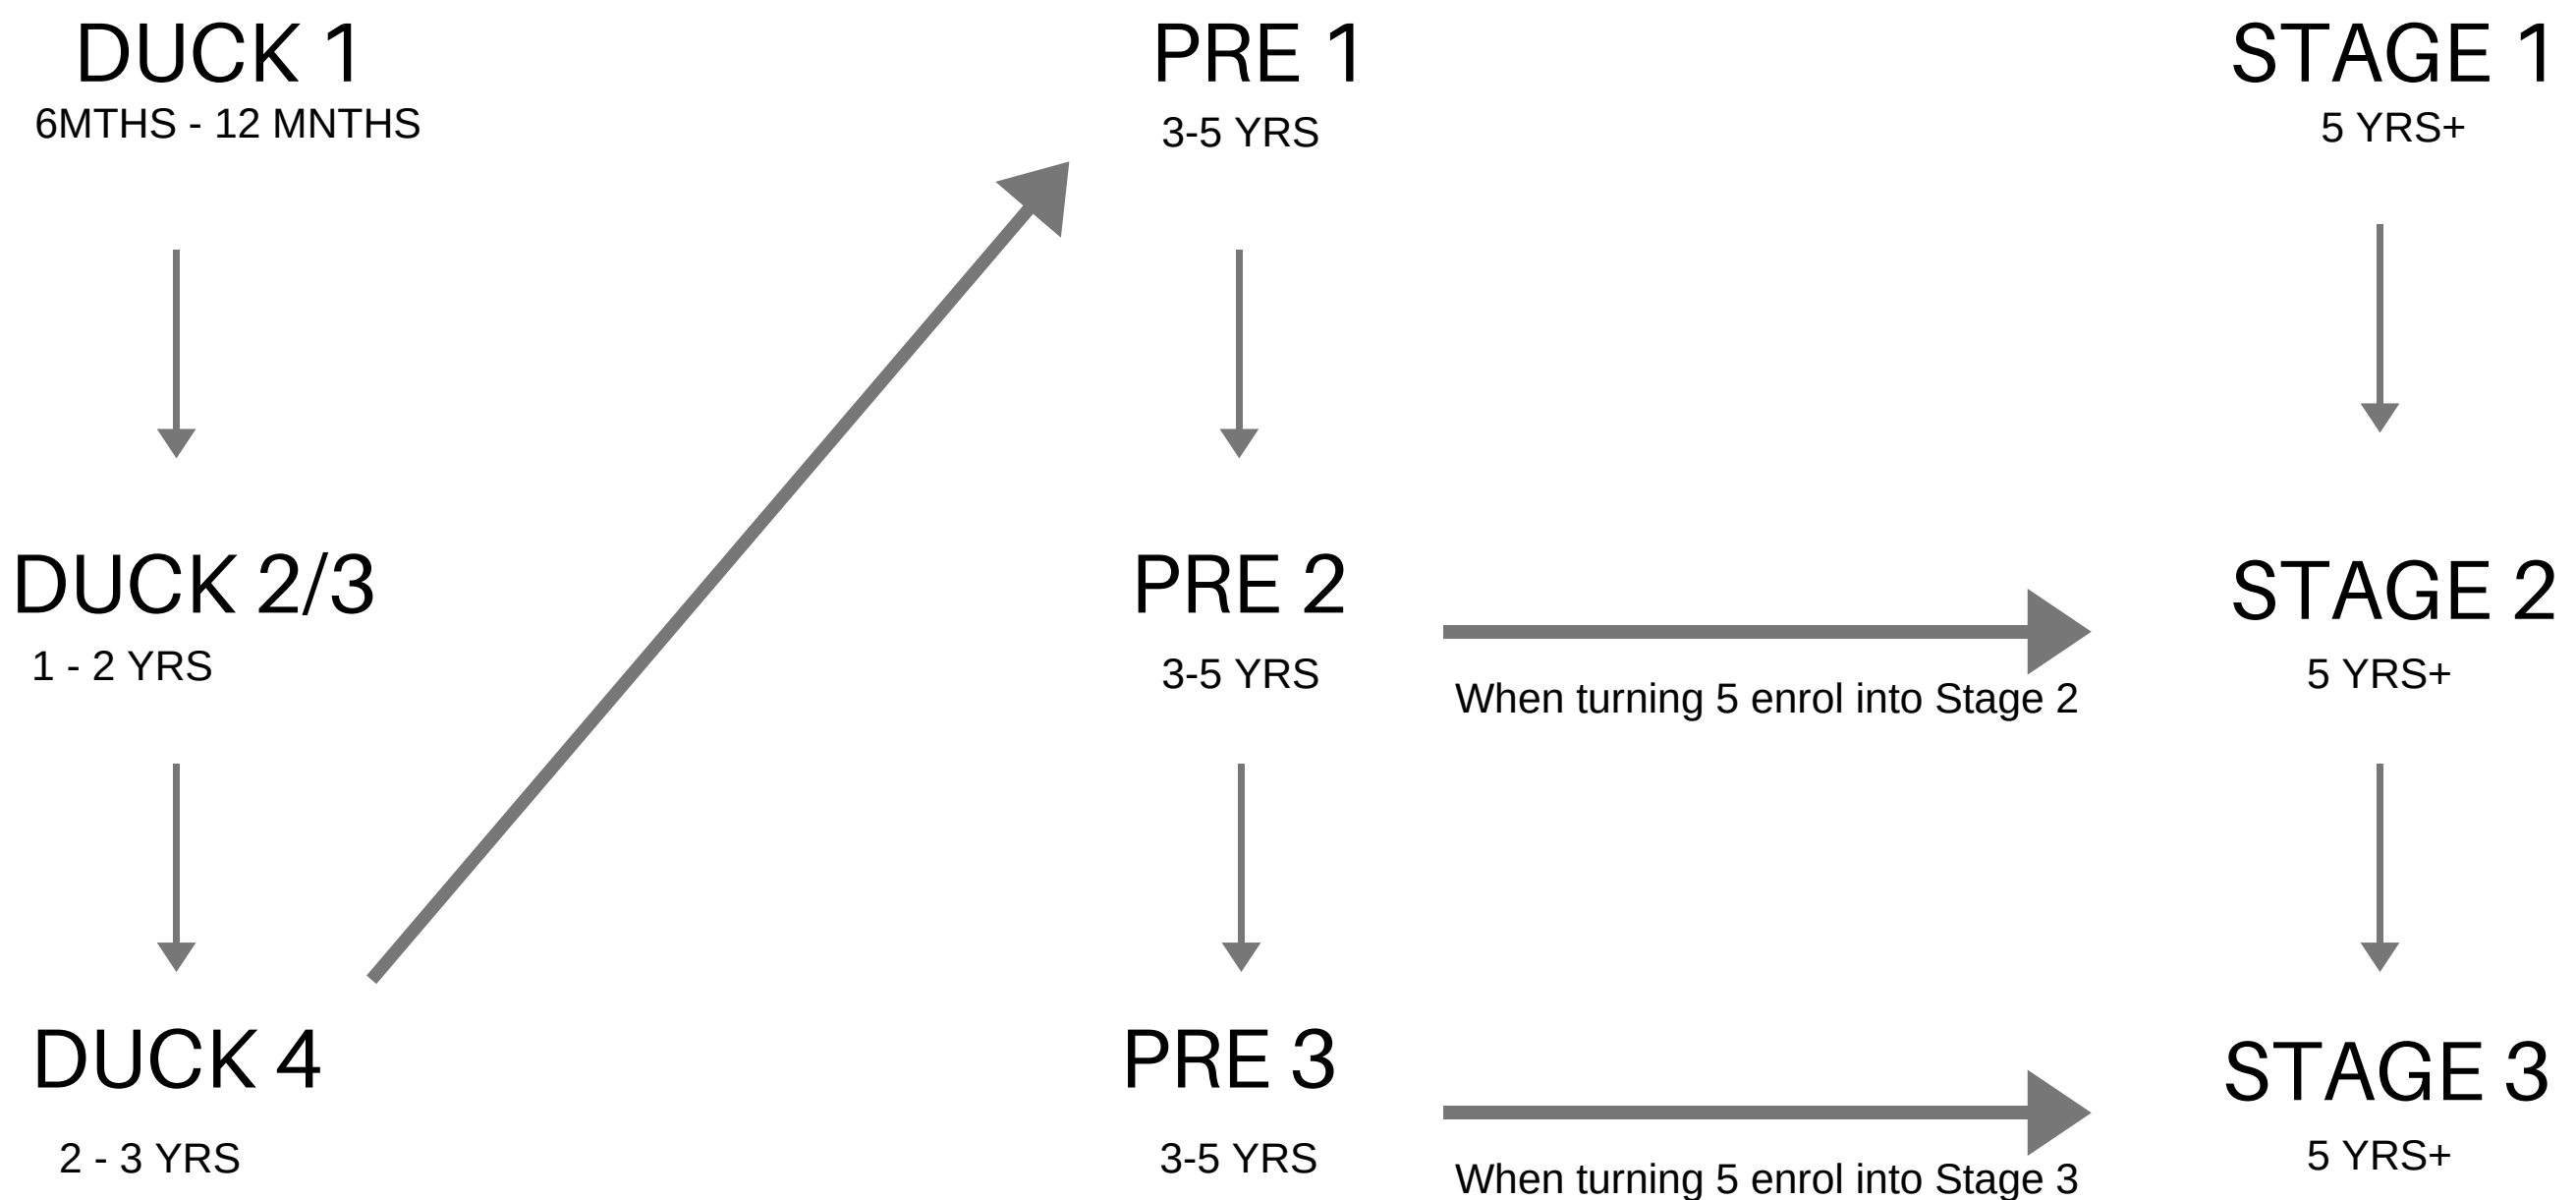 DUCK 1
6MTHS - 12 MNTHS
DUCK 2/3
1 - 2 YRS
DUCK 4
2 - 3 YRS
PRE 1
3-5 YRS
PRE 2
3-5 YRS
When turning 5 enrol into Stage 2
PRE 3
3-5 YRS
When turning 5 enrol into Stage 3
STAGE 1
5 YRS+
STAGE 2
5 YRS+
STAGE 3
5 YRS+